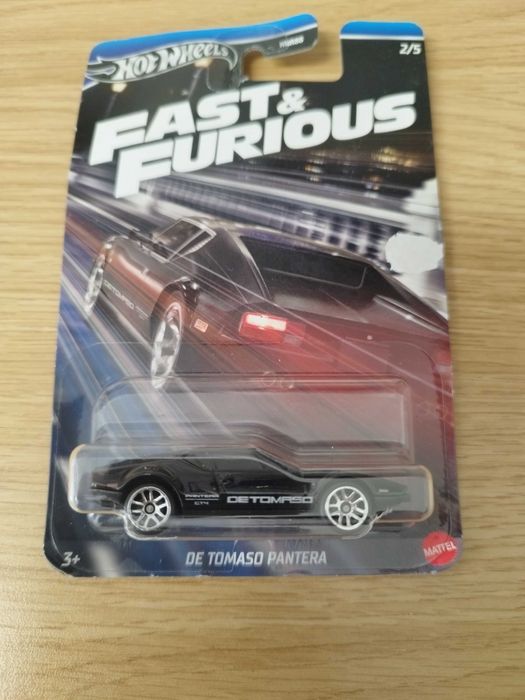 HOT WHEELS
2/5
FAST &
FURIOUS
DETOMASO
PANTERA
GT4
DETOMASO
3+
DE TOMASO PANTERA
MATTEL